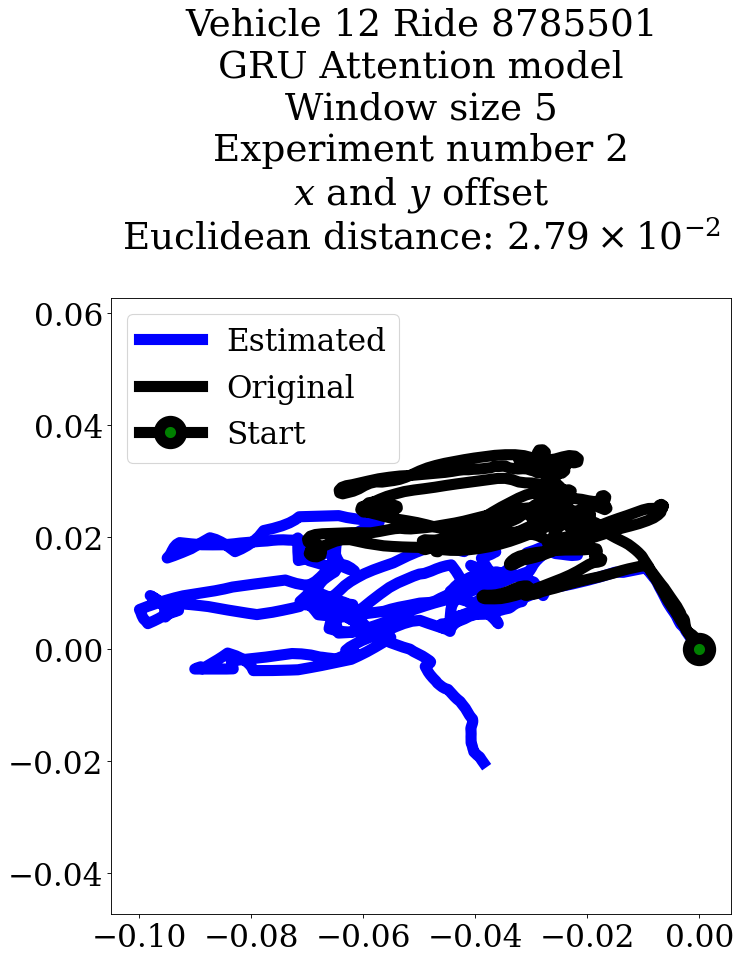 Vehicle 12 Ride 8785501
GRU Attention model
Window size 5
Experiment number 2
x and y offset
Euclidean distance: 2.79 × 10⁻²
Estimated
Original
Start
0.06
0.04
0.02
0.00
−0.02
−0.04
−0.10 −0.08 −0.06 −0.04 −0.02 0.00